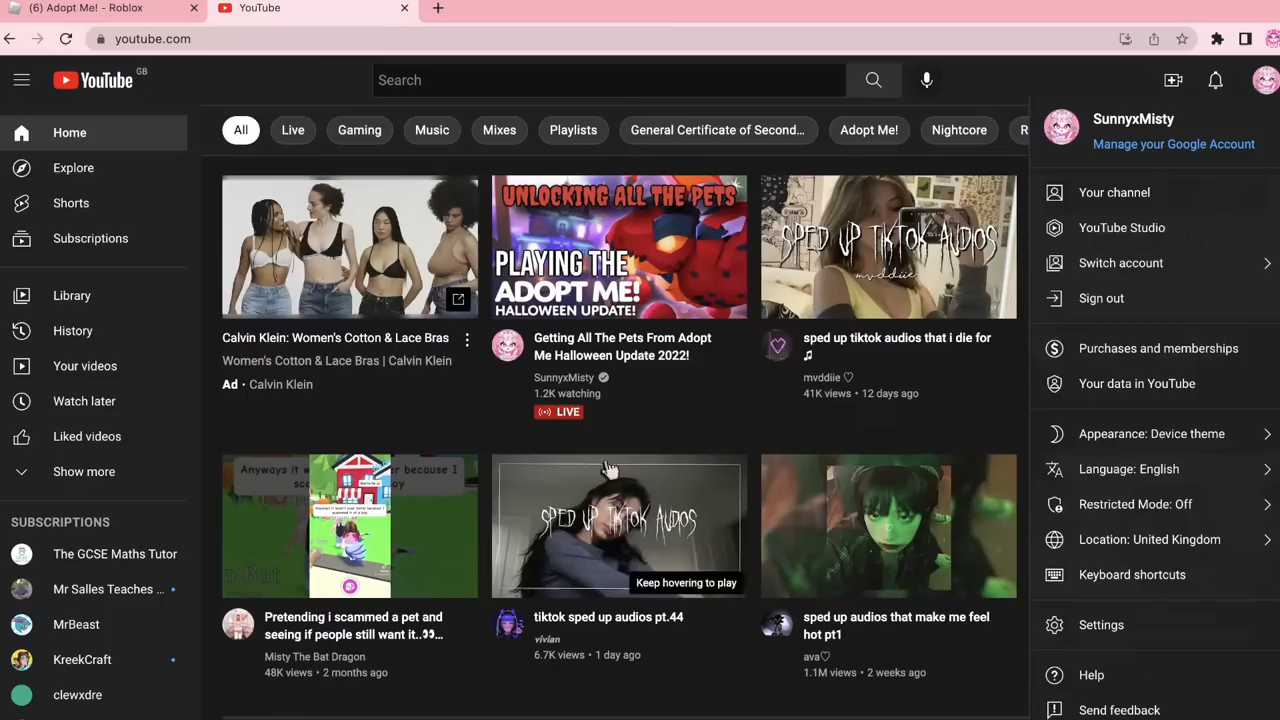 (6) Adopt Me! - Roblox
YouTube
youtube.com
YouTube GB
Search
Home
Explore
Shorts
Subscriptions
Library
History
Your videos
Watch later
Liked videos
Show more
SUBSCRIPTIONS
The GCSE Maths Tutor
Mr Salles Teaches ...
MrBeast
KreekCraft
clewxdre
All
Live
Gaming
Music
Mixes
Playlists
General Certificate of Second...
Adopt Me!
Nightcore
R
Calvin Klein: Women's Cotton & Lace Bras
Women's Cotton & Lace Bras | Calvin Klein
Ad · Calvin Klein
UNLOCKING ALL THE PETS
PLAYING THE
ADOPT ME!
HALLOWEEN UPDATE!
Getting All The Pets From Adopt
Me Halloween Update 2022!
SunnyxMisty
1.2K watching
LIVE
SPED UP TIKTOK AUDIOS
mvddiie
sped up tiktok audios that i die for
♫
mvddiie ♡
41K views · 12 days ago
Pretending i scammed a pet and
seeing if people still want it..👀...
Misty The Bat Dragon
48K views · 2 months ago
SPED UP TIKTOK AUDIOS
Keep hovering to play
tiktok sped up audios pt.44
vivian
6.7K views · 1 day ago
sped up audios that make me feel
hot pt1
ava♡
1.1M views · 2 weeks ago
SunnyxMisty
Manage your Google Account
Your channel
YouTube Studio
Switch account
Sign out
Purchases and memberships
Your data in YouTube
Appearance: Device theme
Language: English
Restricted Mode: Off
Location: United Kingdom
Keyboard shortcuts
Settings
Help
Send feedback